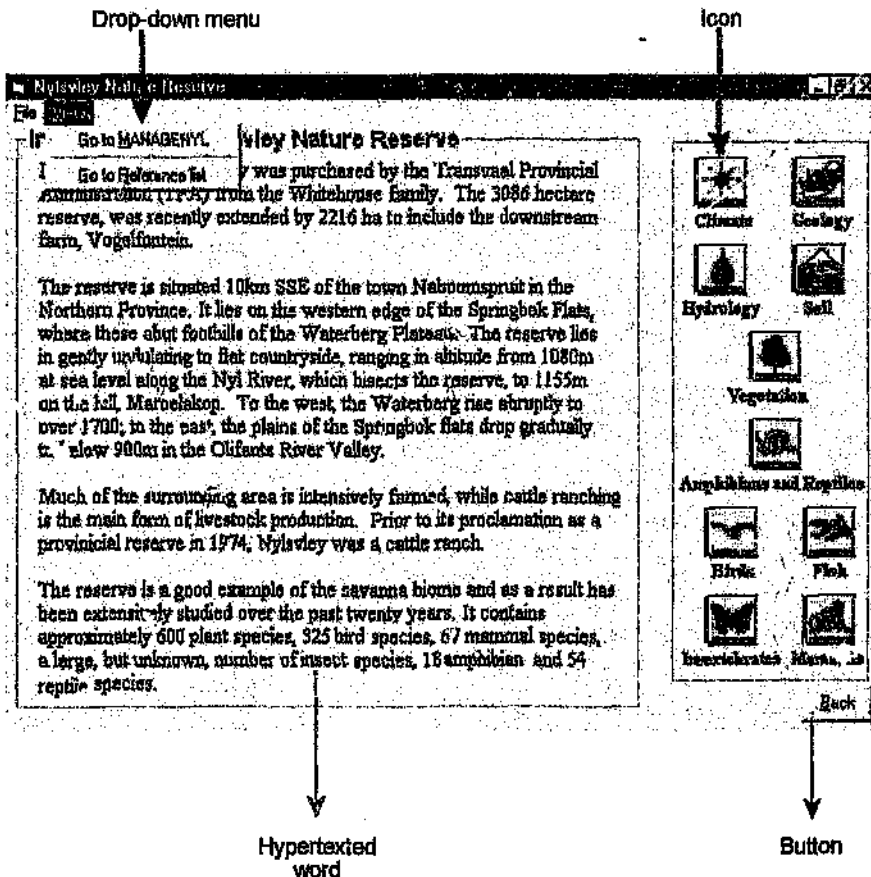 Drop-down menu
Icon
Nylsvley Nature Reserve
File
Go to MANAGENYL
Go to Reference list
vley Nature Reserve
was purchased by the Transvaal Provincial
Administration (TPA) from the Whitehouse family. The 3086 hectare
reserve, was recently extended by 2216 ha to include the downstream
farm, Vogelfontein.
The reserve is situated 10km SSE of the town Naboomspruit in the
Northern Province. It lies on the western edge of the Springbok Flats,
where these abut foothills of the Waterberg Plateau. The reserve lies
in gently undulating to flat countryside, ranging in altitude from 1080m
at sea level along the Nyl River, which bisects the reserve, to 1155m
on the hill, Maroelakop. To the west, the Waterberg rise abruptly to
over 1700; to the east, the plains of the Springbok flats drop gradually
elow 900m in the Olifants River Valley.
Much of the surrounding area is intensively farmed, while cattle ranching
is the main form of livestock production. Prior to its proclamation as a
provinicial reserve in 1974, Nylsvley was a cattle ranch.
The reserve is a good example of the savanna biome and as a result has
been extensively studied over the past twenty years. It contains
approximately 600 plant species, 325 bird species, 67 mammal species,
a large, but unknown, number of insect species, 18 amphibian and 54
reptile species.
Climate
Geology
Hydrology
Soil
Vegetation
Amphibians and Reptiles
Birds
Fish
Invertebrates
Back
Hypertexted
word
Button